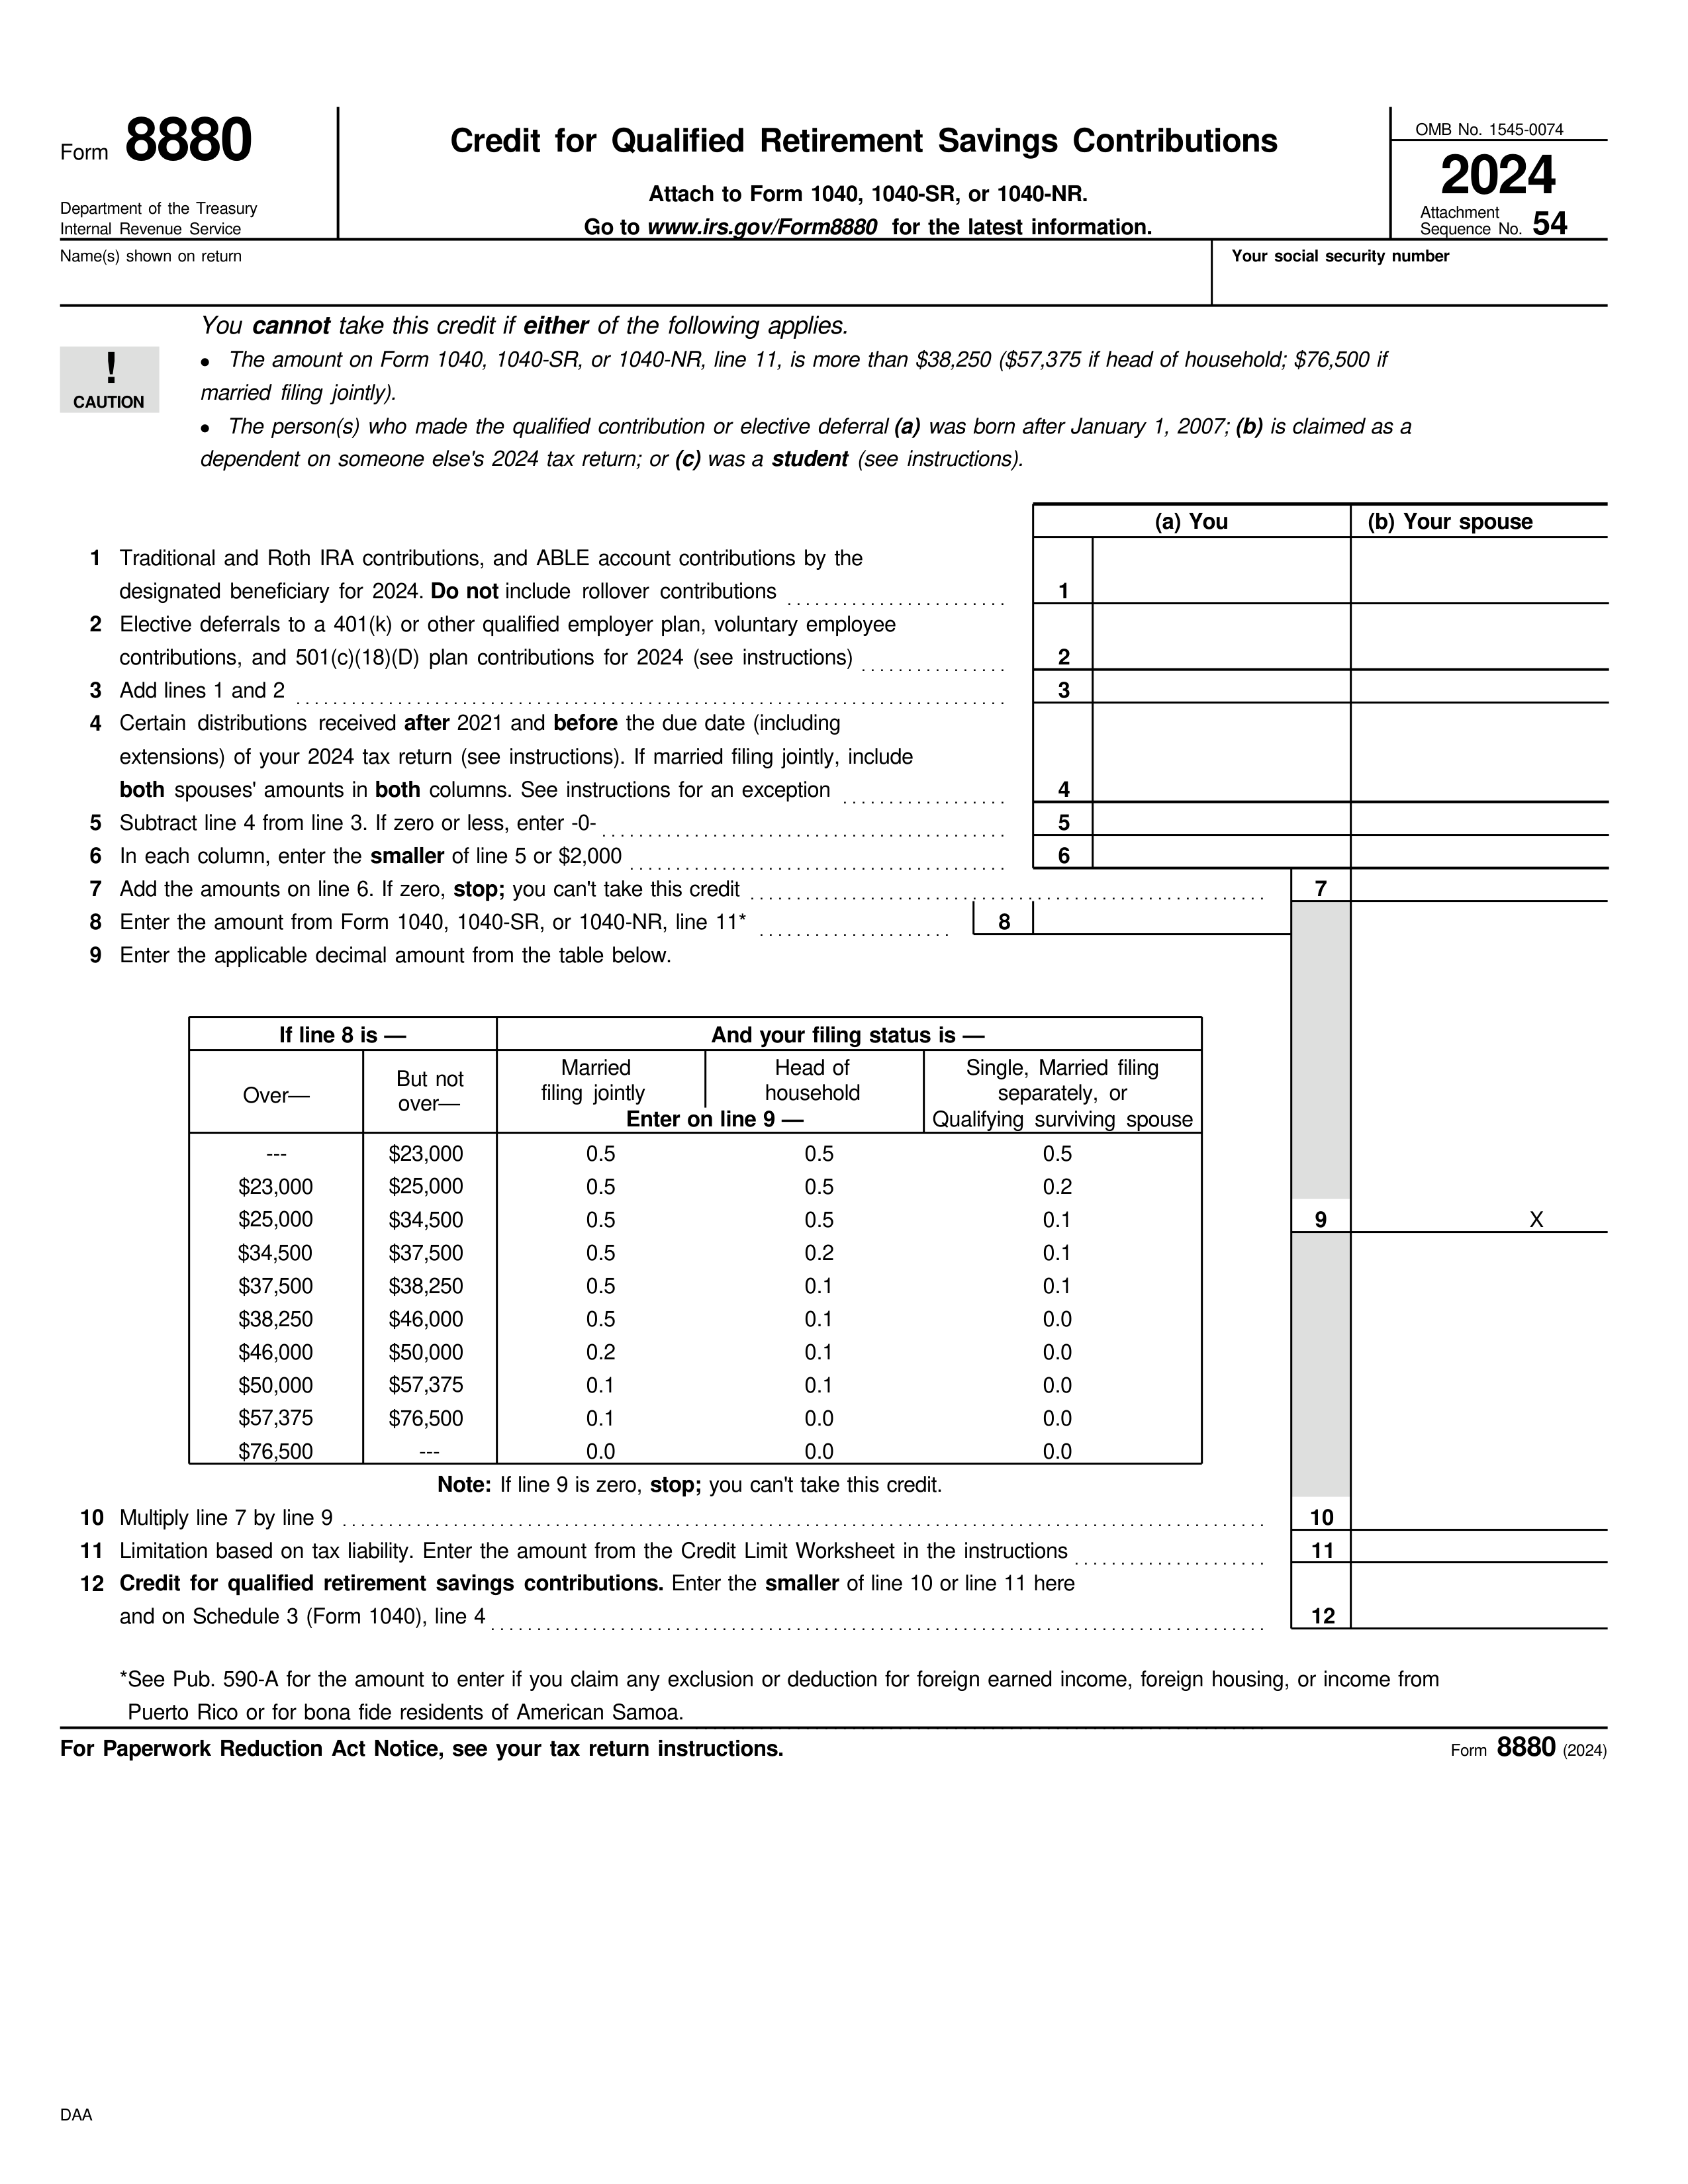 Form 8880
Department of the Treasury
Internal Revenue Service
Credit for Qualified Retirement Savings Contributions
Attach to Form 1040, 1040-SR, or 1040-NR.
Go to www.irs.gov/Form8880 for the latest information.
OMB No. 1545-0074
2024
Attachment
Sequence No. 54
Name(s) shown on return
Your social security number
! CAUTION
You cannot take this credit if either of the following applies.
• The amount on Form 1040, 1040-SR, or 1040-NR, line 11, is more than $38,250 ($57,375 if head of household; $76,500 if
married filing jointly).
• The person(s) who made the qualified contribution or elective deferral (a) was born after January 1, 2007; (b) is claimed as a
dependent on someone else's 2024 tax return; or (c) was a student (see instructions).
(a) You (b) Your spouse
1 Traditional and Roth IRA contributions, and ABLE account contributions by the
designated beneficiary for 2024. Do not include rollover contributions 1
2 Elective deferrals to a 401(k) or other qualified employer plan, voluntary employee
contributions, and 501(c)(18)(D) plan contributions for 2024 (see instructions) 2
3 Add lines 1 and 2 3
4 Certain distributions received after 2021 and before the due date (including
extensions) of your 2024 tax return (see instructions). If married filing jointly, include
both spouses' amounts in both columns. See instructions for an exception 4
5 Subtract line 4 from line 3. If zero or less, enter -0- 5
6 In each column, enter the smaller of line 5 or $2,000 6
7 Add the amounts on line 6. If zero, stop; you can't take this credit 7
8 Enter the amount from Form 1040, 1040-SR, or 1040-NR, line 11* 8
9 Enter the applicable decimal amount from the table below.
If line 8 is — And your filing status is —
Over— But not over— Married filing jointly Head of household Single, Married filing separately, or Qualifying surviving spouse
Enter on line 9 —
--- $23,000 0.5 0.5 0.5
$23,000 $25,000 0.5 0.5 0.2
$25,000 $34,500 0.5 0.5 0.1 9 X
$34,500 $37,500 0.5 0.2 0.1
$37,500 $38,250 0.5 0.1 0.1
$38,250 $46,000 0.5 0.1 0.0
$46,000 $50,000 0.2 0.1 0.0
$50,000 $57,375 0.1 0.1 0.0
$57,375 $76,500 0.1 0.0 0.0
$76,500 --- 0.0 0.0 0.0
Note: If line 9 is zero, stop; you can't take this credit.
10 Multiply line 7 by line 9 10
11 Limitation based on tax liability. Enter the amount from the Credit Limit Worksheet in the instructions 11
12 Credit for qualified retirement savings contributions. Enter the smaller of line 10 or line 11 here
and on Schedule 3 (Form 1040), line 4 12
*See Pub. 590-A for the amount to enter if you claim any exclusion or deduction for foreign earned income, foreign housing, or income from
Puerto Rico or for bona fide residents of American Samoa.
For Paperwork Reduction Act Notice, see your tax return instructions. Form 8880 (2024)
DAA